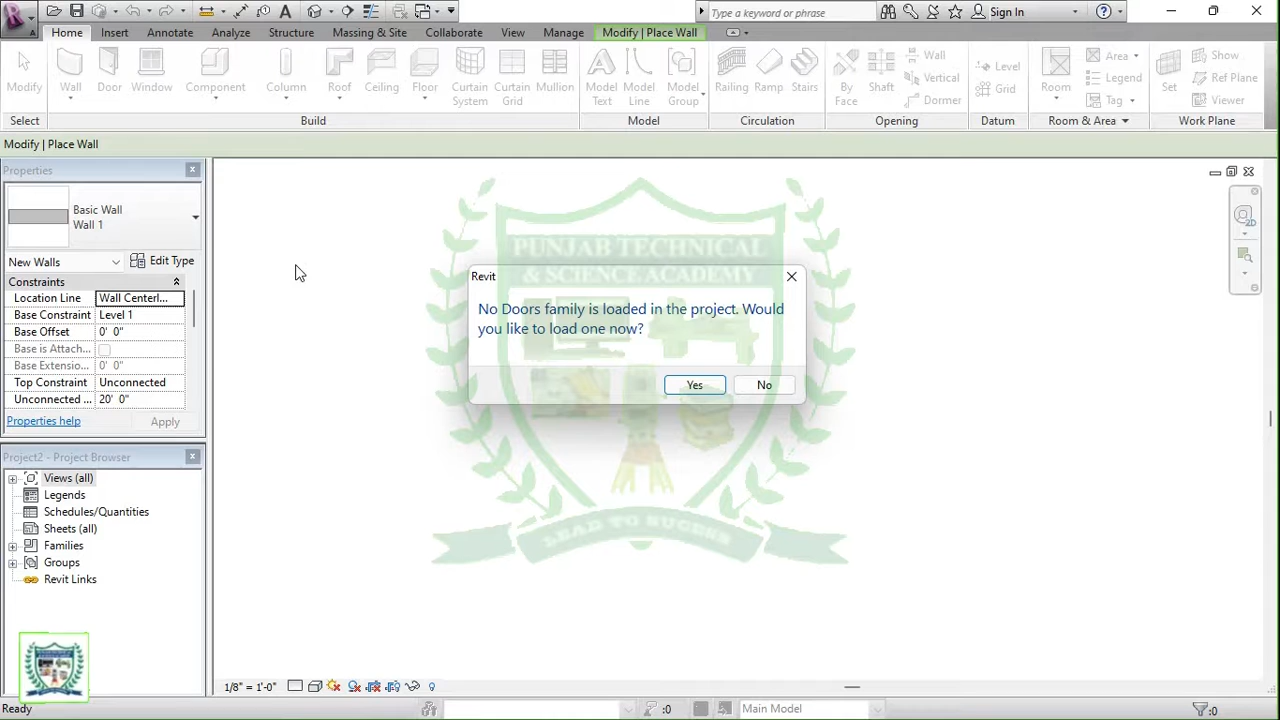 Type a keyword or phrase
Sign In
Home Insert Annotate Analyze Structure Massing & Site Collaborate View Manage Modify | Place Wall
Modify Wall Door Window Component Column Roof Ceiling Floor Curtain System Curtain Grid Mullion Model Text Model Line Model Group Railing Ramp Stairs By Face Shaft Wall Vertical Dormer Level Grid Room Area Legend Tag Set Show Ref Plane Viewer
Select Build Model Circulation Opening Datum Room & Area Work Plane
Modify | Place Wall
Properties
Basic Wall
Wall 1
New Walls Edit Type
Constraints
Location Line Wall Centerl...
Base Constraint Level 1
Base Offset 0' 0"
Base is Attach...
Base Extensio... 0' 0"
Top Constraint Unconnected
Unconnected ... 20' 0"
Properties help Apply
Project2 - Project Browser
Views (all)
Legends
Schedules/Quantities
Sheets (all)
Families
Groups
Revit Links
PUNJAB TECHNICAL
& SCIENCE ACADEMY
LEAD TO SUCESS
Revit
No Doors family is loaded in the project. Would
you like to load one now?
Yes No
2D
1/8" = 1'-0"
Ready :0 Main Model :0